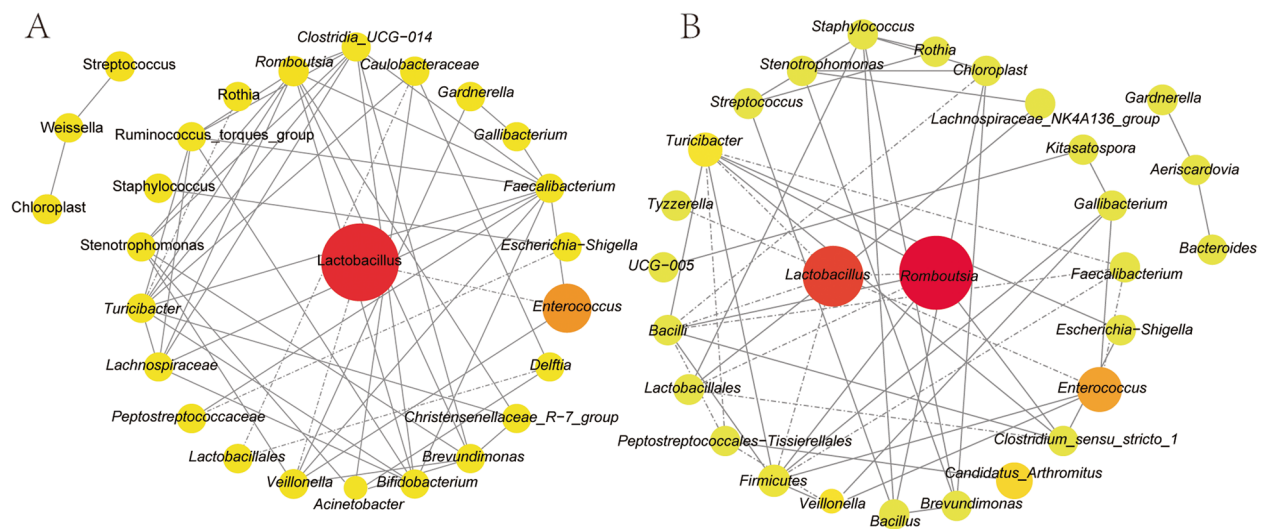 A
Clostridia_UCG-014
Romboutsia
Caulobacteraceae
Streptococcus
Rothia
Gardnerella
Weissella
Ruminococcus_torques_group
Gallibacterium
Staphylococcus
Faecalibacterium
Chloroplast
Stenotrophomonas
Escherichia-Shigella
Lactobacillus
Turicibacter
Enterococcus
Lachnospiraceae
Delftia
Peptostreptococcaceae
Christensenellaceae_R-7_group
Lactobacillales
Brevundimonas
Veillonella
Bifidobacterium
Acinetobacter
B
Staphylococcus
Rothia
Stenotrophomonas
Chloroplast
Streptococcus
Lachnospiraceae_NK4A136_group
Gardnerella
Turicibacter
Kitasatospora
Aeriscardovia
Tyzzerella
Gallibacterium
Bacteroides
UCG-005
Lactobacillus
Romboutsia
Faecalibacterium
Bacilli
Escherichia-Shigella
Lactobacillales
Enterococcus
Peptostreptococcales-Tissierellales
Clostridium_sensu_stricto_1
Firmicutes
Candidatus_Arthromitus
Veillonella
Brevundimonas
Bacillus